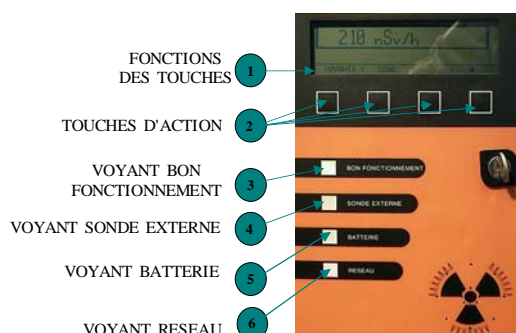 FONCTIONS
DES TOUCHES
1
210 nSv/h
TOUCHES D'ACTION
2
VOYANT BON
FONCTIONNEMENT
3
BON FONCTIONNEMENT
VOYANT SONDE EXTERNE
4
SONDE EXTERNE
VOYANT BATTERIE
5
BATTERIE
VOYANT RESEAU
6
RESEAU